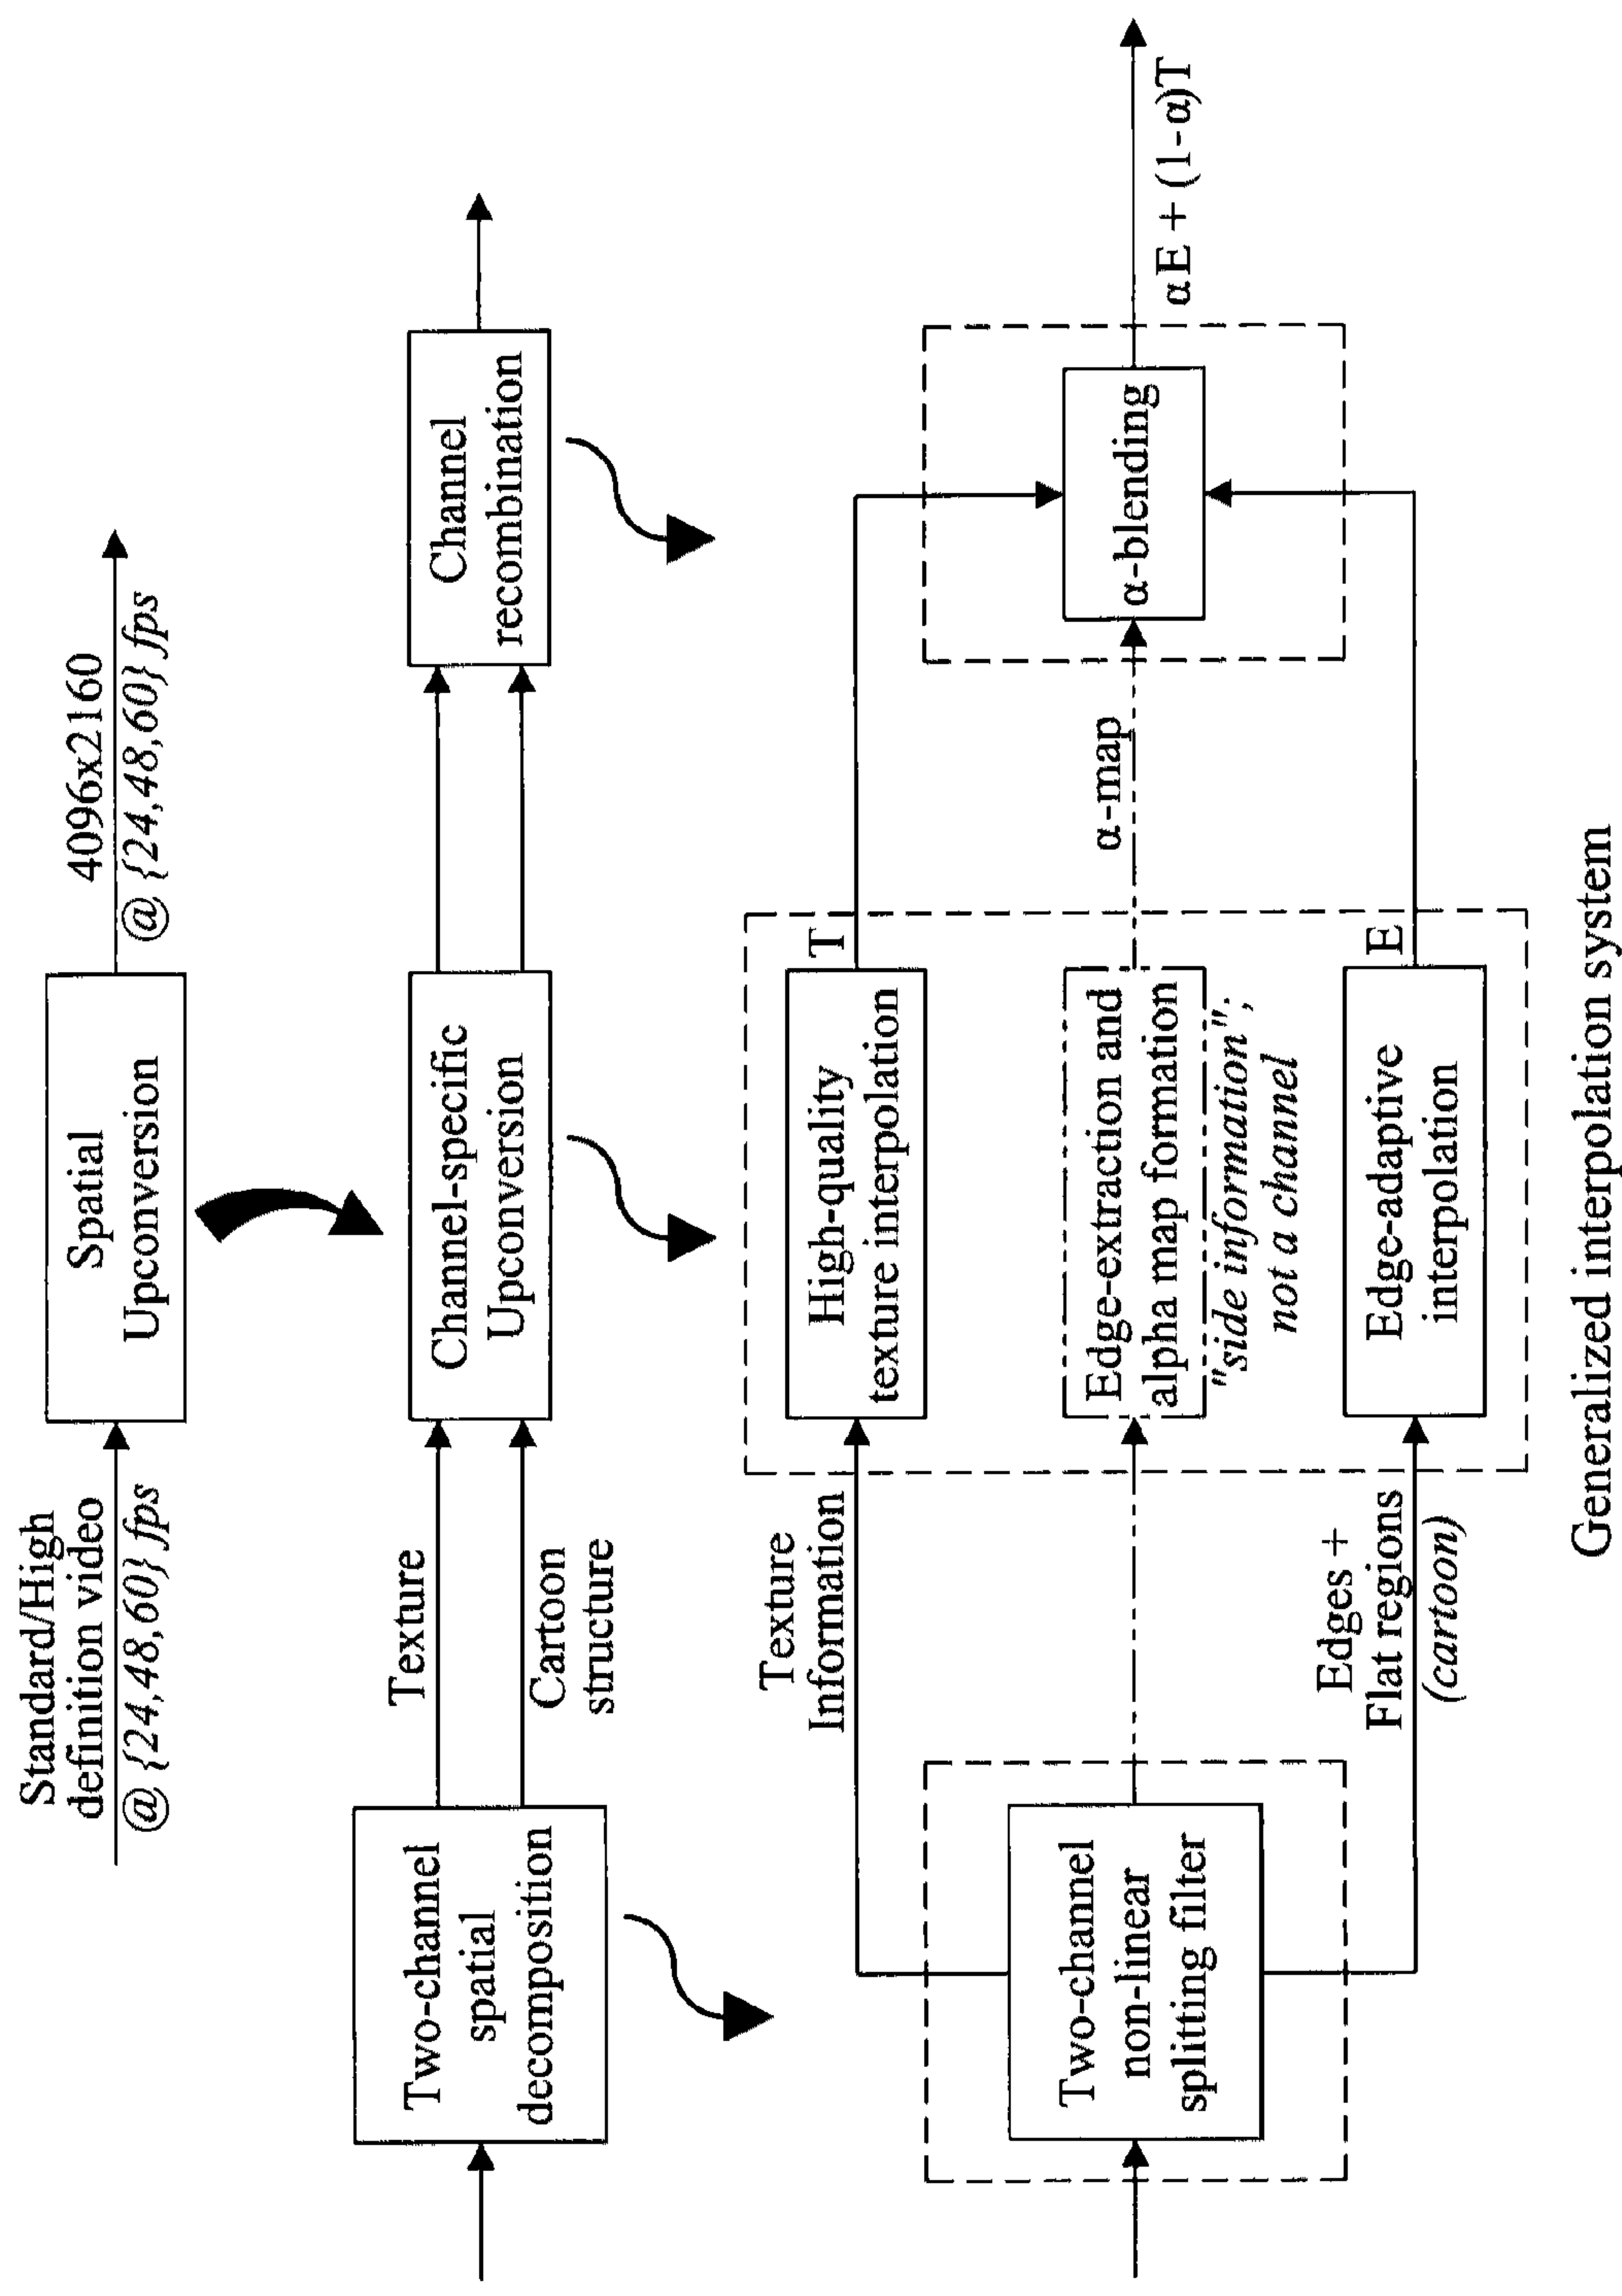 Standard/High
definition video
@ {24,48,60} fps
Spatial
Upconversion
4096x2160
@ {24,48,60} fps
Two-channel
spatial
decomposition
Texture
Cartoon
structure
Channel-specific
Upconversion
Channel
recombination
Two-channel
non-linear
splitting filter
Texture
Information
Edges +
Flat regions
(cartoon)
High-quality
texture interpolation
T
Edge-extraction and
alpha map formation
"side information";
not a channel
Edge-adaptive
interpolation
E
α-map
α-blending
αE + (1-α)T
Generalized interpolation system